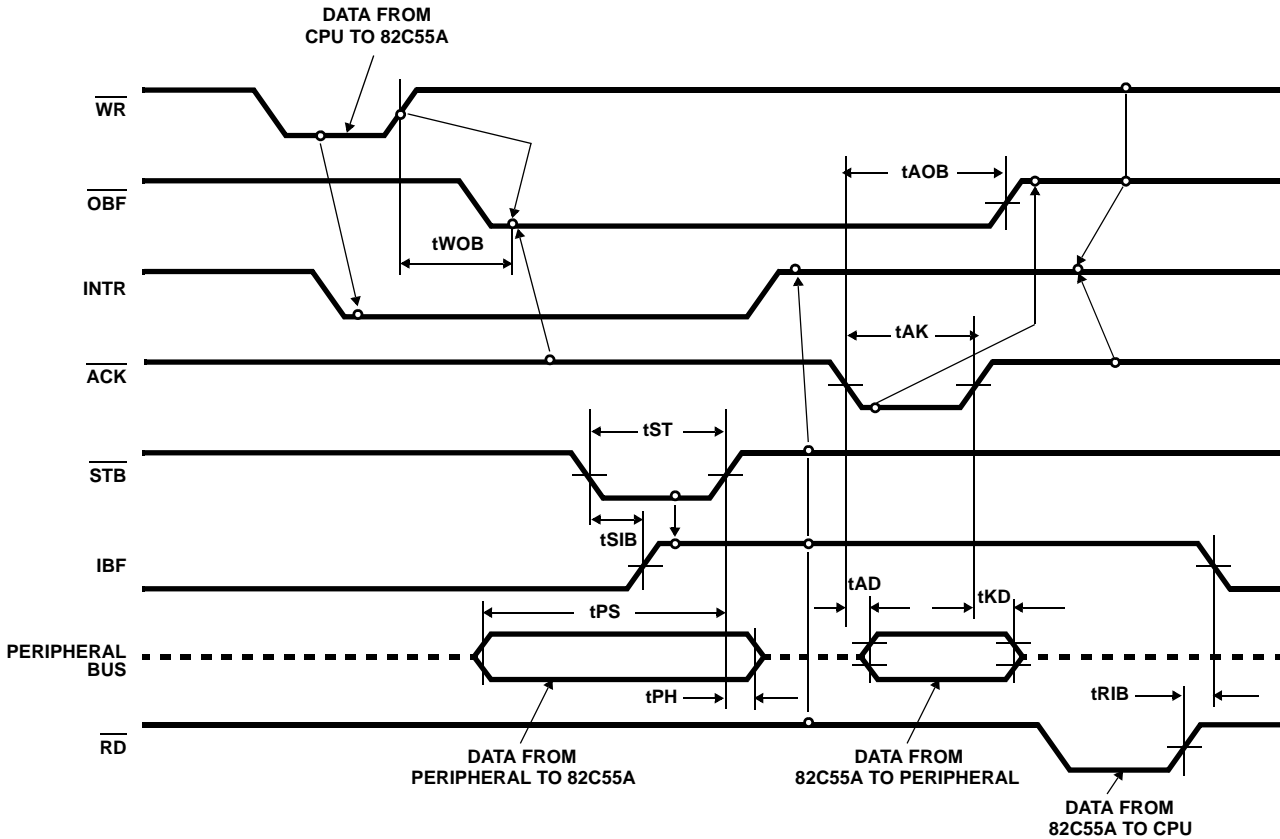 DATA FROM
CPU TO 82C55A
WR
OBF
tAOB
tWOB
INTR
tAK
ACK
tST
STB
tSIB
IBF
tAD
tKD
tPS
PERIPHERAL
BUS
tPH
tRIB
RD
DATA FROM
PERIPHERAL TO 82C55A
DATA FROM
82C55A TO PERIPHERAL
DATA FROM
82C55A TO CPU